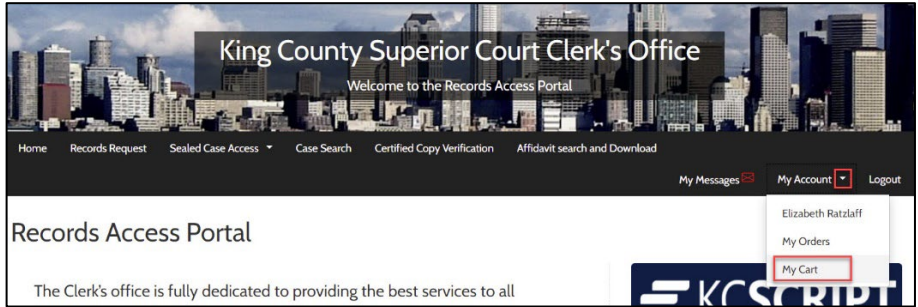 King County Superior Court Clerk's Office
Welcome to the Records Access Portal
Home Records Request Sealed Case Access Case Search Certified Copy Verification Affidavit search and Download
My Messages My Account Logout
Elizabeth Ratzlaff
My Orders
My Cart
Records Access Portal
The Clerk's office is fully dedicated to providing the best services to all
KCSCRIPT